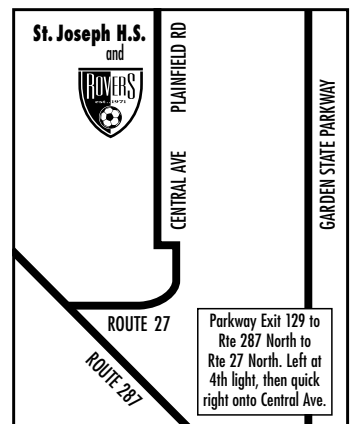 St. Joseph H.S.
and
ROVERS
EST. 1971
PLAINFIELD RD
CENTRAL AVE
GARDEN STATE PARKWAY
ROUTE 27
ROUTE 287
Parkway Exit 129 to
Rte 287 North to
Rte 27 North. Left at
4th light, then quick
right onto Central Ave.